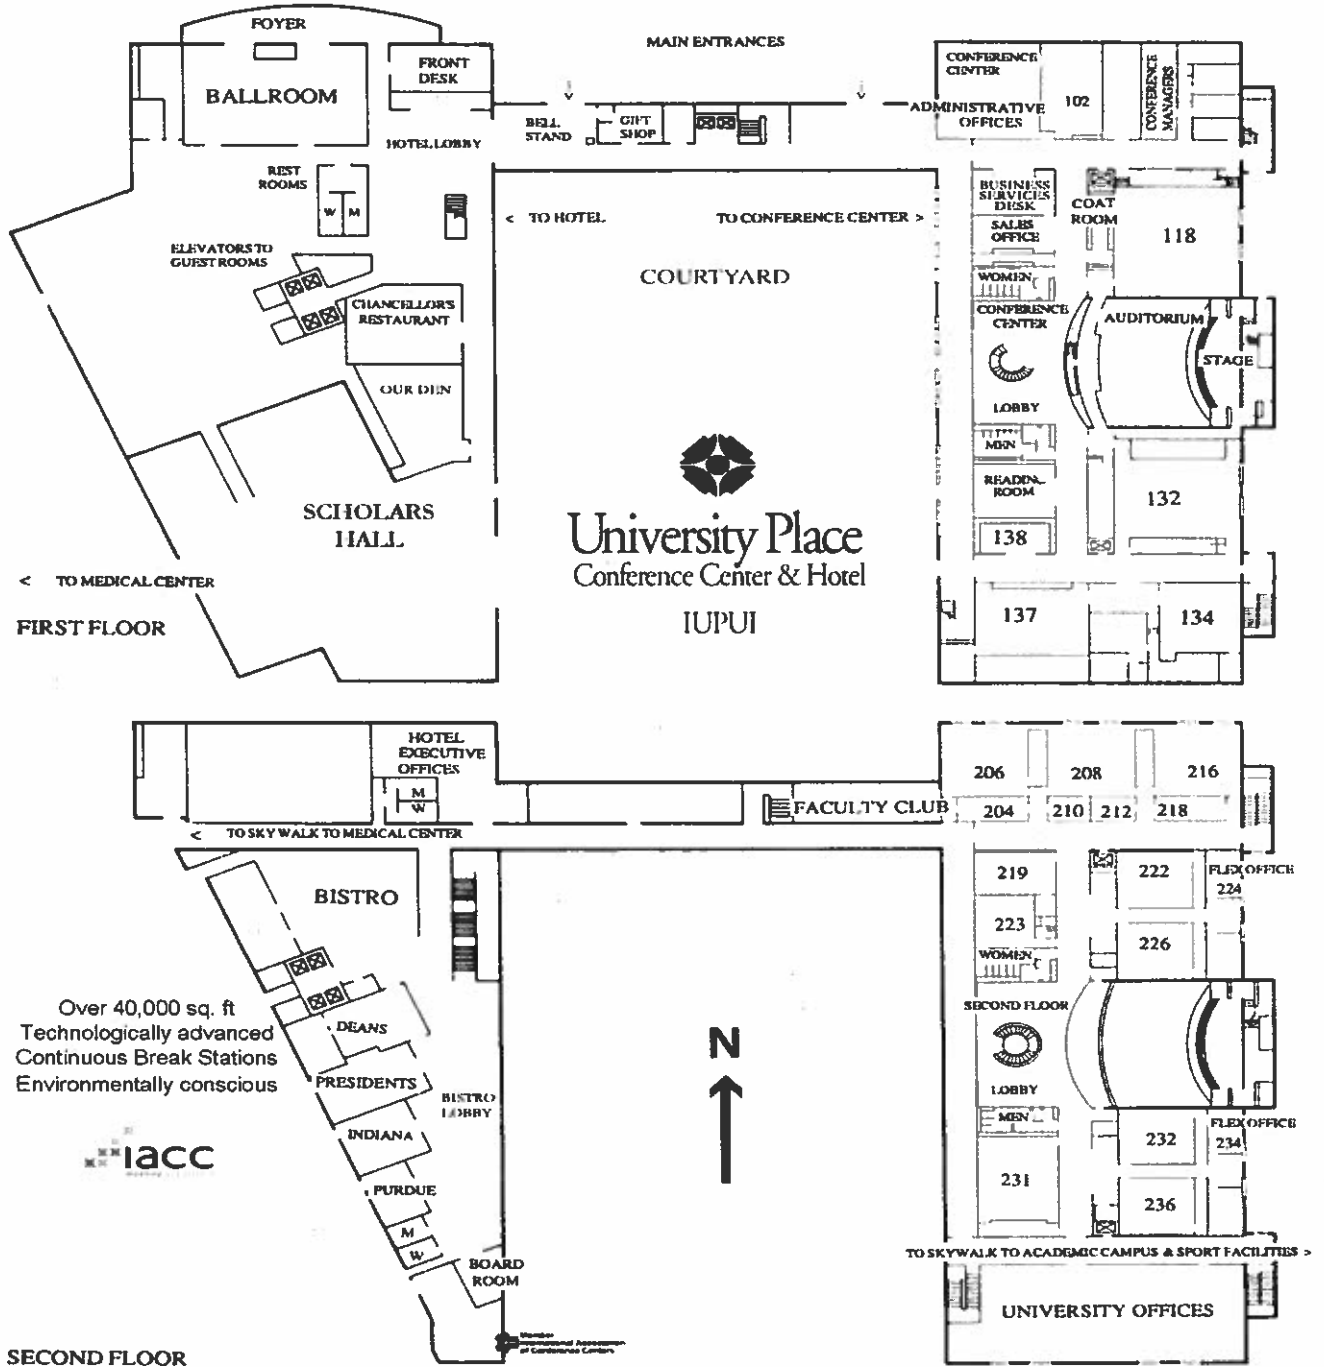 FOYER
MAIN ENTRANCES
FRONT
DESK
CONFERENCE
CENTER
BALLROOM
102
CONFERENCE
MANAGERS
ADMINISTRATIVE
OFFICES
BELL
STAND
GIFT
SHOP
HOTEL LOBBY
REST
ROOMS
W M
BUSINESS
SERVICES
DESK
COAT
ROOM
< TO HOTEL
TO CONFERENCE CENTER >
SALES
OFFICE
118
ELEVATORS TO
GUEST ROOMS
COURTYARD
WOMEN
CHANCELLOR'S
RESTAURANT
CONFERENCE
CENTER
AUDITORIUM
STAGE
OUR DEN
LOBBY
MEN
READING
ROOM
132
SCHOLARS
HALL
University Place
Conference Center & Hotel
IUPUI
138
< TO MEDICAL CENTER
FIRST FLOOR
137
134
HOTEL
EXECUTIVE
OFFICES
M
W
206
208
216
FACULTY CLUB
204
210
212
218
< TO SKYWALK TO MEDICAL CENTER
BISTRO
219
222
FLEX OFFICE
224
223
226
WOMEN
Over 40,000 sq. ft
Technologically advanced
Continuous Break Stations
Environmentally conscious
DEANS
SECOND FLOOR
N
PRESIDENTS
BISTRO
LOBBY
LOBBY
INDIANA
MEN
232
FLEX OFFICE
234
iacc
PURDUE
231
236
M
W
BOARD
ROOM
TO SKYWALK TO ACADEMIC CAMPUS & SPORT FACILITIES >
UNIVERSITY OFFICES
Member
International Association
of Conference Centers
SECOND FLOOR